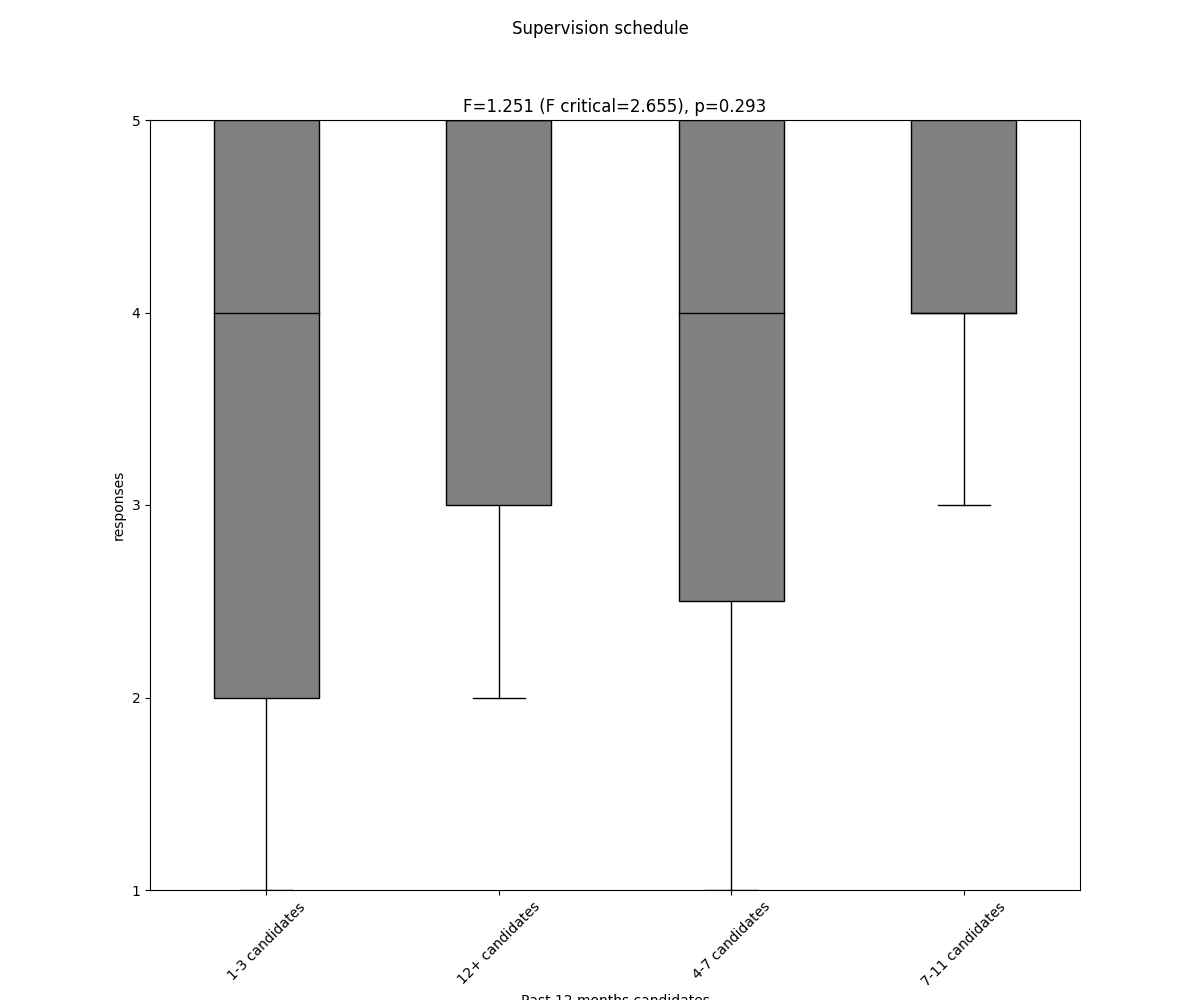 Supervision schedule
F=1.251 (F critical=2.655), p=0.293
5
4
3
2
1
responses
1-3 candidates
12+ candidates
4-7 candidates
7-11 candidates
Past 12 months candidates